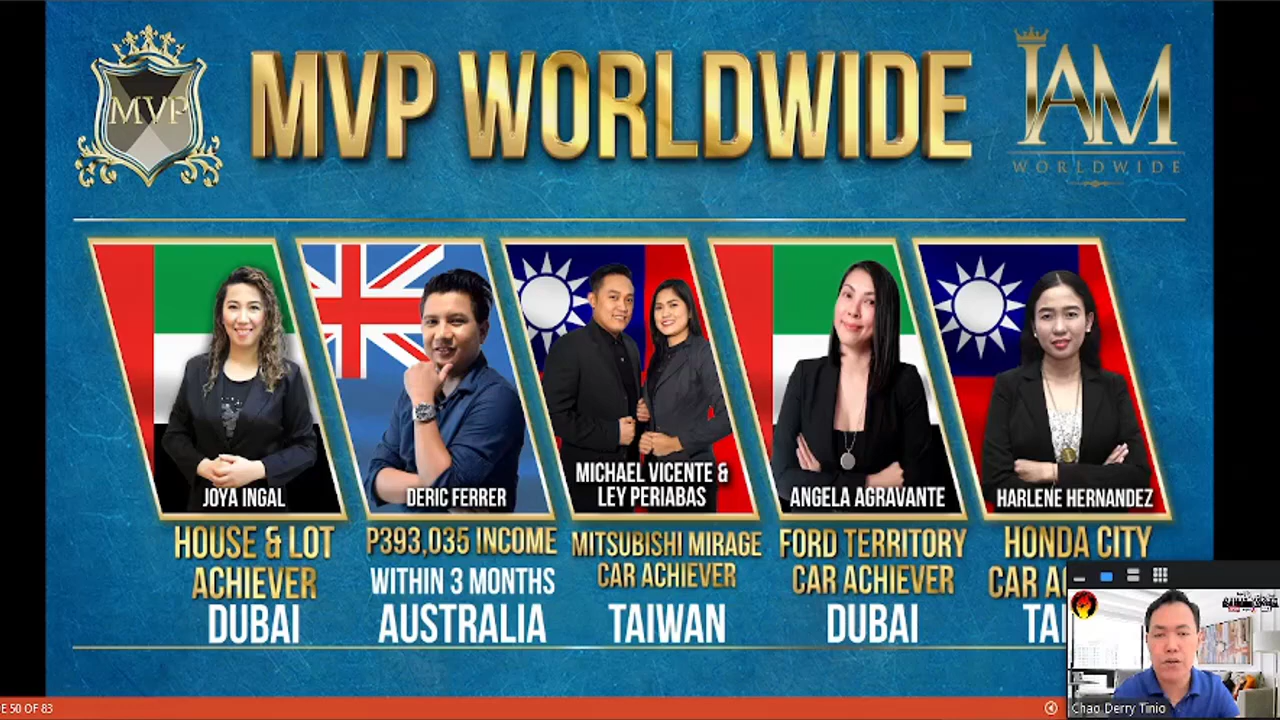 MVP
MVP WORLDWIDE
IAM
WORLDWIDE
JOYA INGAL
HOUSE & LOT
ACHIEVER
DUBAI
DERIC FERRER
P393,035 INCOME
WITHIN 3 MONTHS
AUSTRALIA
MICHAEL VICENTE &
LEY PERIABAS
MITSUBISHI MIRAGE
CAR ACHIEVER
TAIWAN
ANGELA AGRAVANTE
FORD TERRITORY
CAR ACHIEVER
DUBAI
HARLENE HERNANDEZ
HONDA CITY
CAR AC
TAI
Chao Derry Tinio
E 50 OF 83